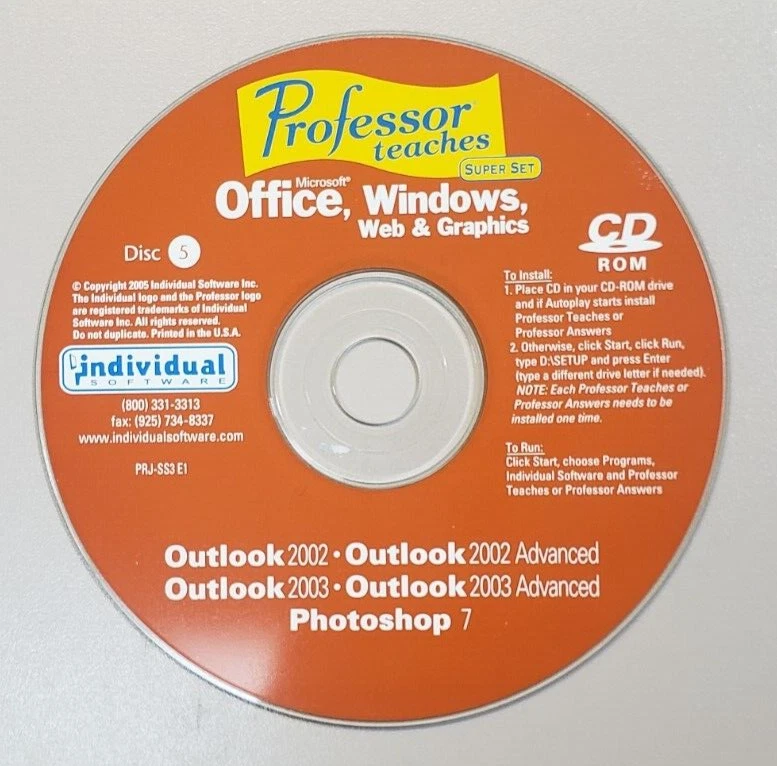 Professor
teaches
SUPER SET
Microsoft®
Office, Windows,
Web & Graphics
Disc 5
CD
ROM
© Copyright 2005 Individual Software Inc.
The Individual logo and the Professor logo
are registered trademarks of Individual
Software Inc. All rights reserved.
Do not duplicate. Printed in the U.S.A.
individual
SOFTWARE
(800) 331-3313
fax: (925) 734-8337
www.individualsoftware.com
PRJ-SS3 E1
To Install:
1. Place CD in your CD-ROM drive
and if Autoplay starts install
Professor Teaches or
Professor Answers
2. Otherwise, click Start, click Run,
type D:\SETUP and press Enter
(type a different drive letter if needed).
NOTE: Each Professor Teaches or
Professor Answers needs to be
installed one time.
To Run:
Click Start, choose Programs,
Individual Software and Professor
Teaches or Professor Answers
Outlook 2002 • Outlook 2002 Advanced
Outlook 2003 • Outlook 2003 Advanced
Photoshop 7